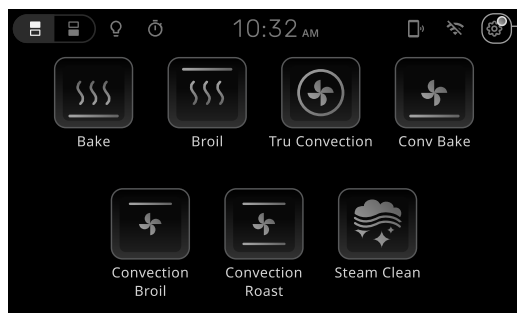 10:32 AM
Bake
Broil
Tru Convection
Conv Bake
Convection
Broil
Convection
Roast
Steam Clean